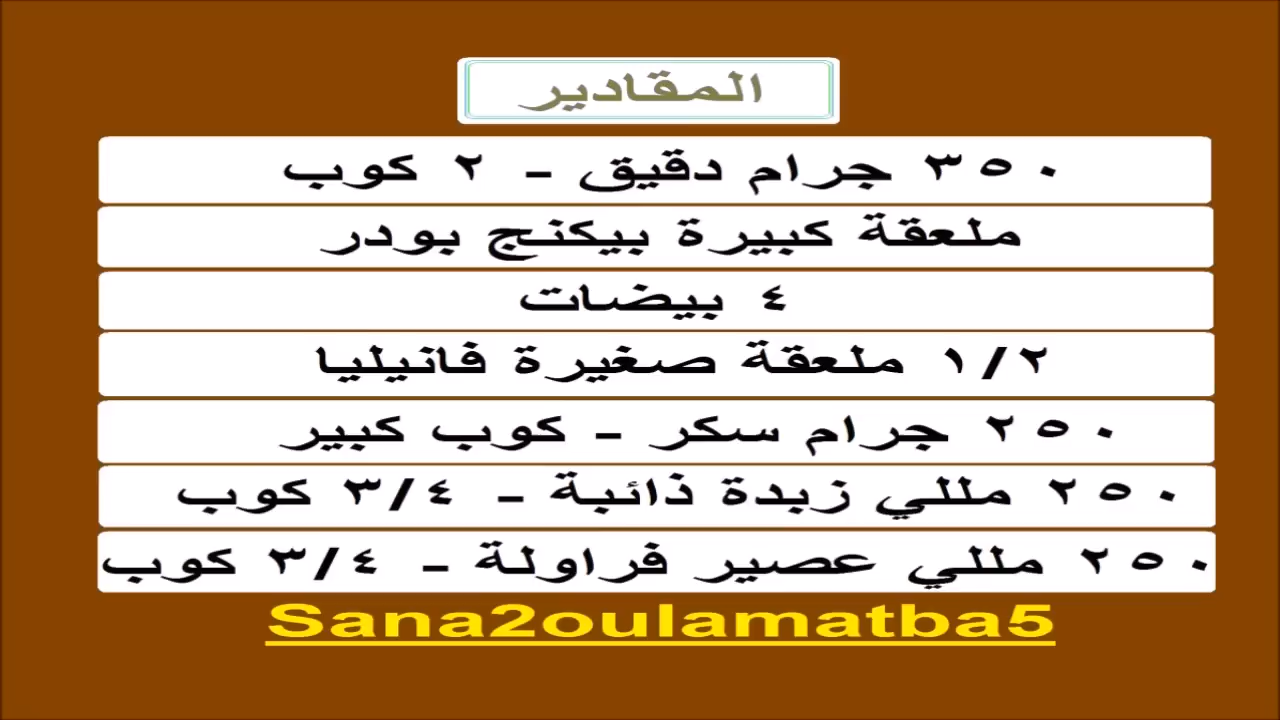 المقادير
٣٥٠ جرام دقيق - ٢ كوب
ملعقة كبيرة بيكنج بودر
٤ بيضات
١/٢ ملعقة صغيرة فانيليا
٢٥٠ جرام سكر - كوب كبير
٢٥٠ مللي زبدة ذائبة - ٣/٤ كوب
٢٥٠ مللي عصير فراولة - ٣/٤ كوب
Sana2oulamatba5